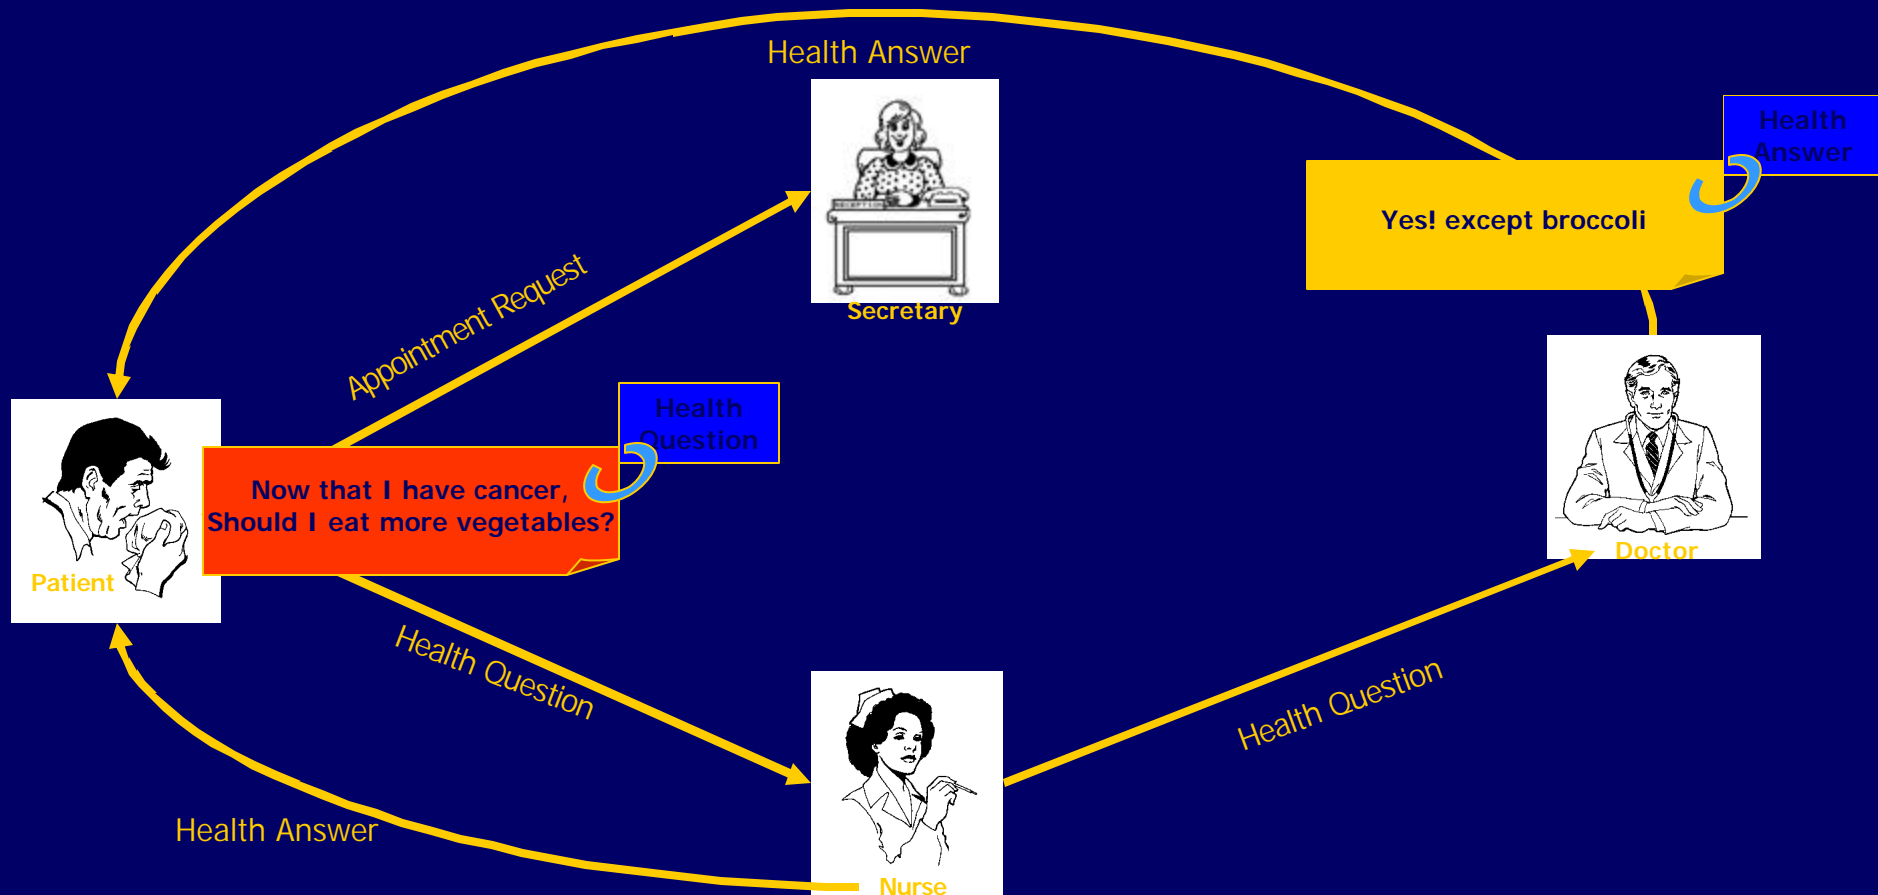 Health Answer
Health
Answer
Yes! except broccoli
RECEPTION
Secretary
Appointment Request
Health
Question
Now that I have cancer,
Should I eat more vegetables?
Patient
Doctor
Health Question
Health Question
Health Answer
Nurse